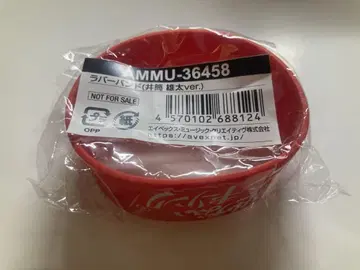 MMU-36458
ラバーバンド(井筒 雄太ver.)
NOT FOR SALE
OPP
紙
4 570102 688124
エイベックス・ミュージック・クリエイティヴ株式会社
https://avexnet.jp/